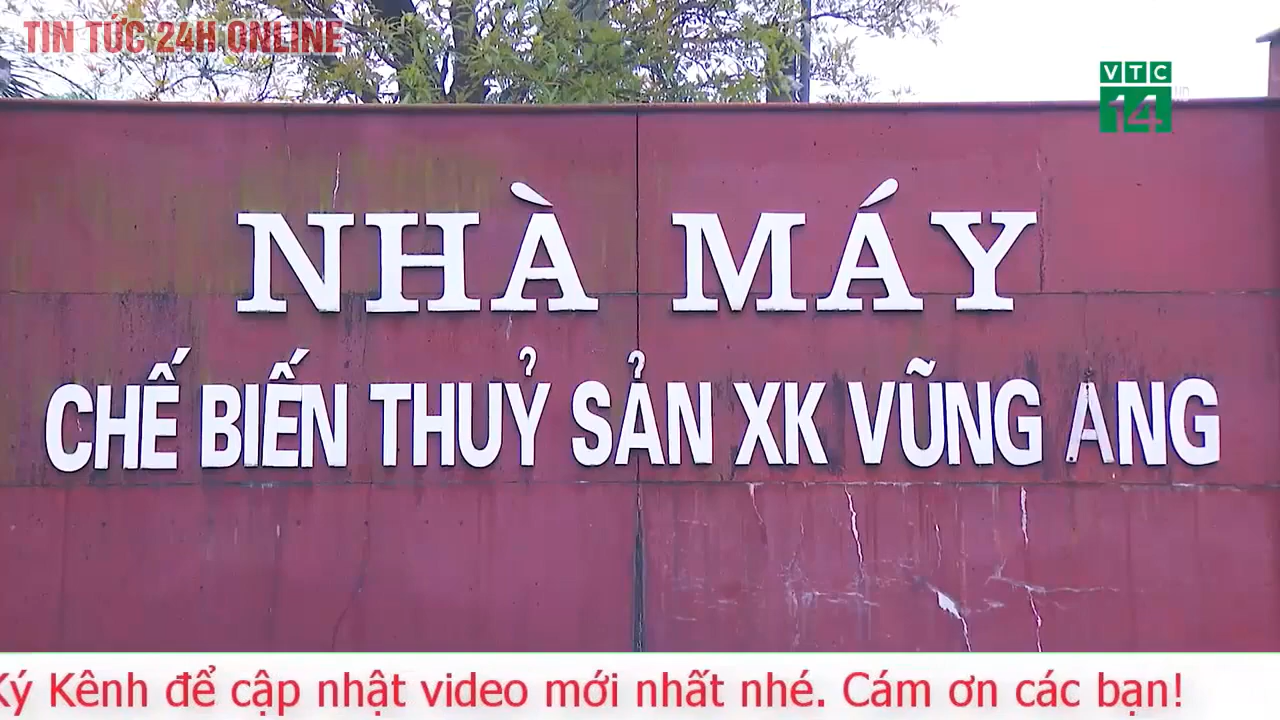 TIN TỨC 24H ONLINE
VTC
14
HD
NHÀ MÁY
CHẾ BIẾN THUỶ SẢN XK VŨNG ANG
Ký Kênh để cập nhật video mới nhất nhé. Cám ơn các bạn!